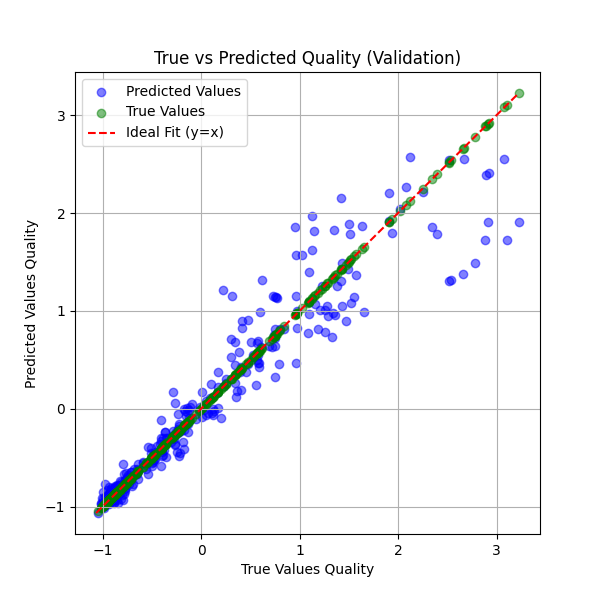 True vs Predicted Quality (Validation)
Predicted Values
True Values
Ideal Fit (y=x)
3
2
1
0
−1
Predicted Values Quality
−1 0 1 2 3
True Values Quality